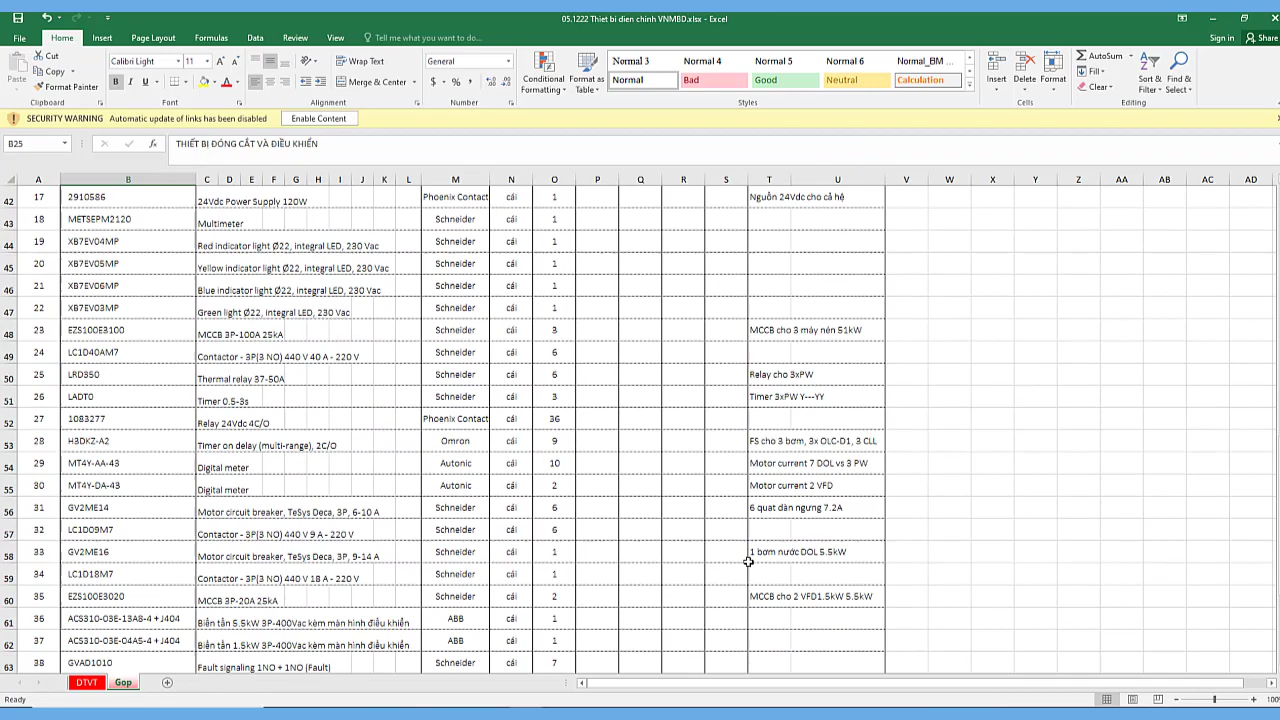 05.1222 Thiet bi dien chinh VNMBD.xlsx - Excel
File Home Insert Page Layout Formulas Data Review View Tell me what you want to do... Sign in Share
Cut
Copy
Format Painter
Paste
Clipboard
Calibri Light 11
B I U
Font
Wrap Text
Merge & Center
Alignment
General
$ % ,
Number
Conditional Formatting
Format as Table
Normal 3 Normal 4 Normal 5 Normal 6 Normal_BM ...
Normal Bad Good Neutral Calculation
Styles
Insert Delete Format
Cells
AutoSum
Fill
Clear
Sort & Filter
Find & Select
Editing
SECURITY WARNING Automatic update of links has been disabled Enable Content
B25 fx THIẾT BỊ ĐÓNG CẮT VÀ ĐIỀU KHIỂN
A B C D E F G H I J K L M N O P Q R S T U V W X Y Z AA AB AC AD
42 17 2910586 24Vdc Power Supply 120W Phoenix Contact cái 1 Nguồn 24Vdc cho cả hệ
43 18 METSEPM2120 Multimeter Schneider cái 1
44 19 XB7EV04MP Red indicator light Ø22, integral LED, 230 Vac Schneider cái 1
45 20 XB7EV05MP Yellow indicator light Ø22, integral LED, 230 Vac Schneider cái 1
46 21 XB7EV06MP Blue indicator light Ø22, integral LED, 230 Vac Schneider cái 1
47 22 XB7EV03MP Green light Ø22, integral LED, 230 Vac Schneider cái 1
48 23 EZS100E3100 MCCB 3P-100A 25kA Schneider cái 3 MCCB cho 3 máy nén 51kW
49 24 LC1D40AM7 Contactor - 3P(3 NO) 440 V 40 A - 220 V Schneider cái 6
50 25 LRD350 Thermal relay 37-50A Schneider cái 6 Relay cho 3xPW
51 26 LADT0 Timer 0.5-3s Schneider cái 3 Timer 3xPW Y---YY
52 27 1083277 Relay 24Vdc 4C/O Phoenix Contact cái 36
53 28 H3DKZ-A2 Timer on delay (multi-range), 2C/O Omron cái 9 FS cho 3 bơm, 3x OLC-D1, 3 CLL
54 29 MT4Y-AA-43 Digital meter Autonic cái 10 Motor current 7 DOL vs 3 PW
55 30 MT4Y-DA-43 Digital meter Autonic cái 2 Motor current 2 VFD
56 31 GV2ME14 Motor circuit breaker, TeSys Deca, 3P, 6-10 A Schneider cái 6 6 quat dàn ngưng 7.2A
57 32 LC1D09M7 Contactor - 3P(3 NO) 440 V 9 A - 220 V Schneider cái 6
58 33 GV2ME16 Motor circuit breaker, TeSys Deca, 3P, 9-14 A Schneider cái 1 1 bơm nước DOL 5.5kW
59 34 LC1D18M7 Contactor - 3P(3 NO) 440 V 18 A - 220 V Schneider cái 1
60 35 EZS100E3020 MCCB 3P-20A 25kA Schneider cái 2 MCCB cho 2 VFD1.5kW 5.5kW
61 36 ACS310-03E-13A8-4 + J404 Biến tần 5.5kW 3P-400Vac kèm màn hình điều khiển ABB cái 1
62 37 ACS310-03E-04A5-4 + J404 Biến tần 1.5kW 3P-400Vac kèm màn hình điều khiển ABB cái 1
63 38 GVAD1010 Fault signaling 1NO + 1NO (Fault) Schneider cái 7
DTVT Gop
Ready 100